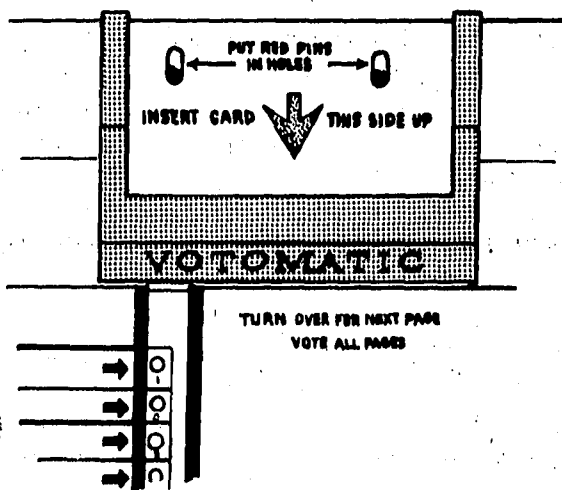 PUT RED PINS
IN HOLES
INSERT CARD THIS SIDE UP
VOTOMATIC
TURN OVER FOR NEXT PAGE
VOTE ALL PAGES